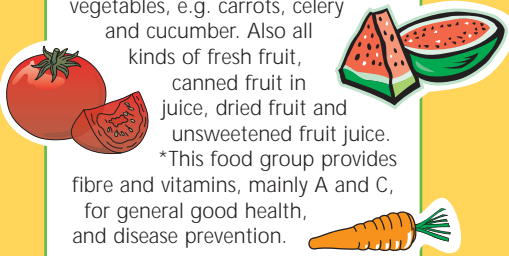 vegetables, e.g. carrots, celery
and cucumber. Also all
kinds of fresh fruit,
canned fruit in
juice, dried fruit and
unsweetened fruit juice.
*This food group provides
fibre and vitamins, mainly A and C,
for general good health,
and disease prevention.